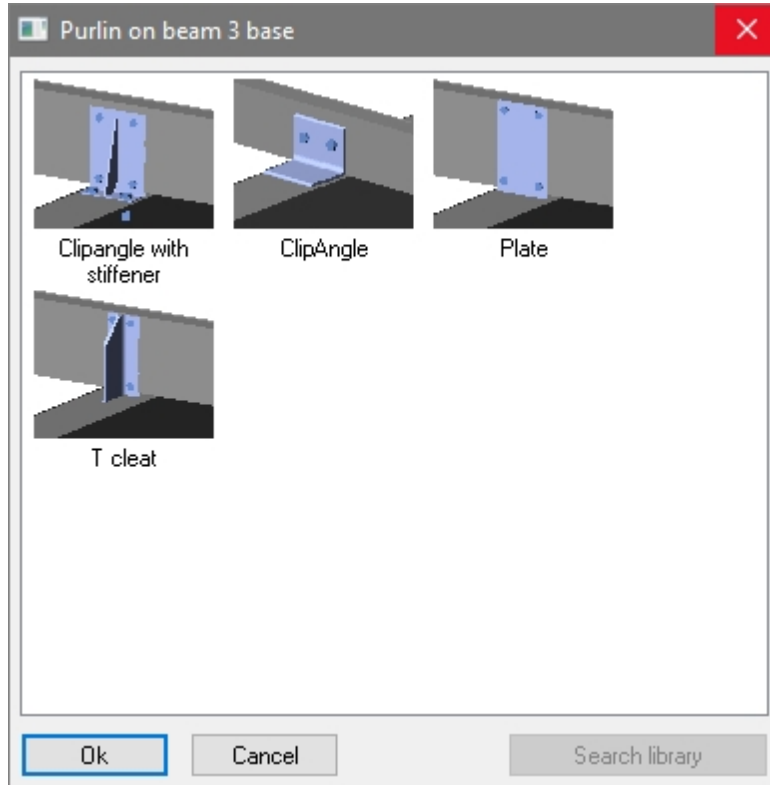 Purlin on beam 3 base
Clipangle with
stiffener
ClipAngle
Plate
T cleat
Ok
Cancel
Search library